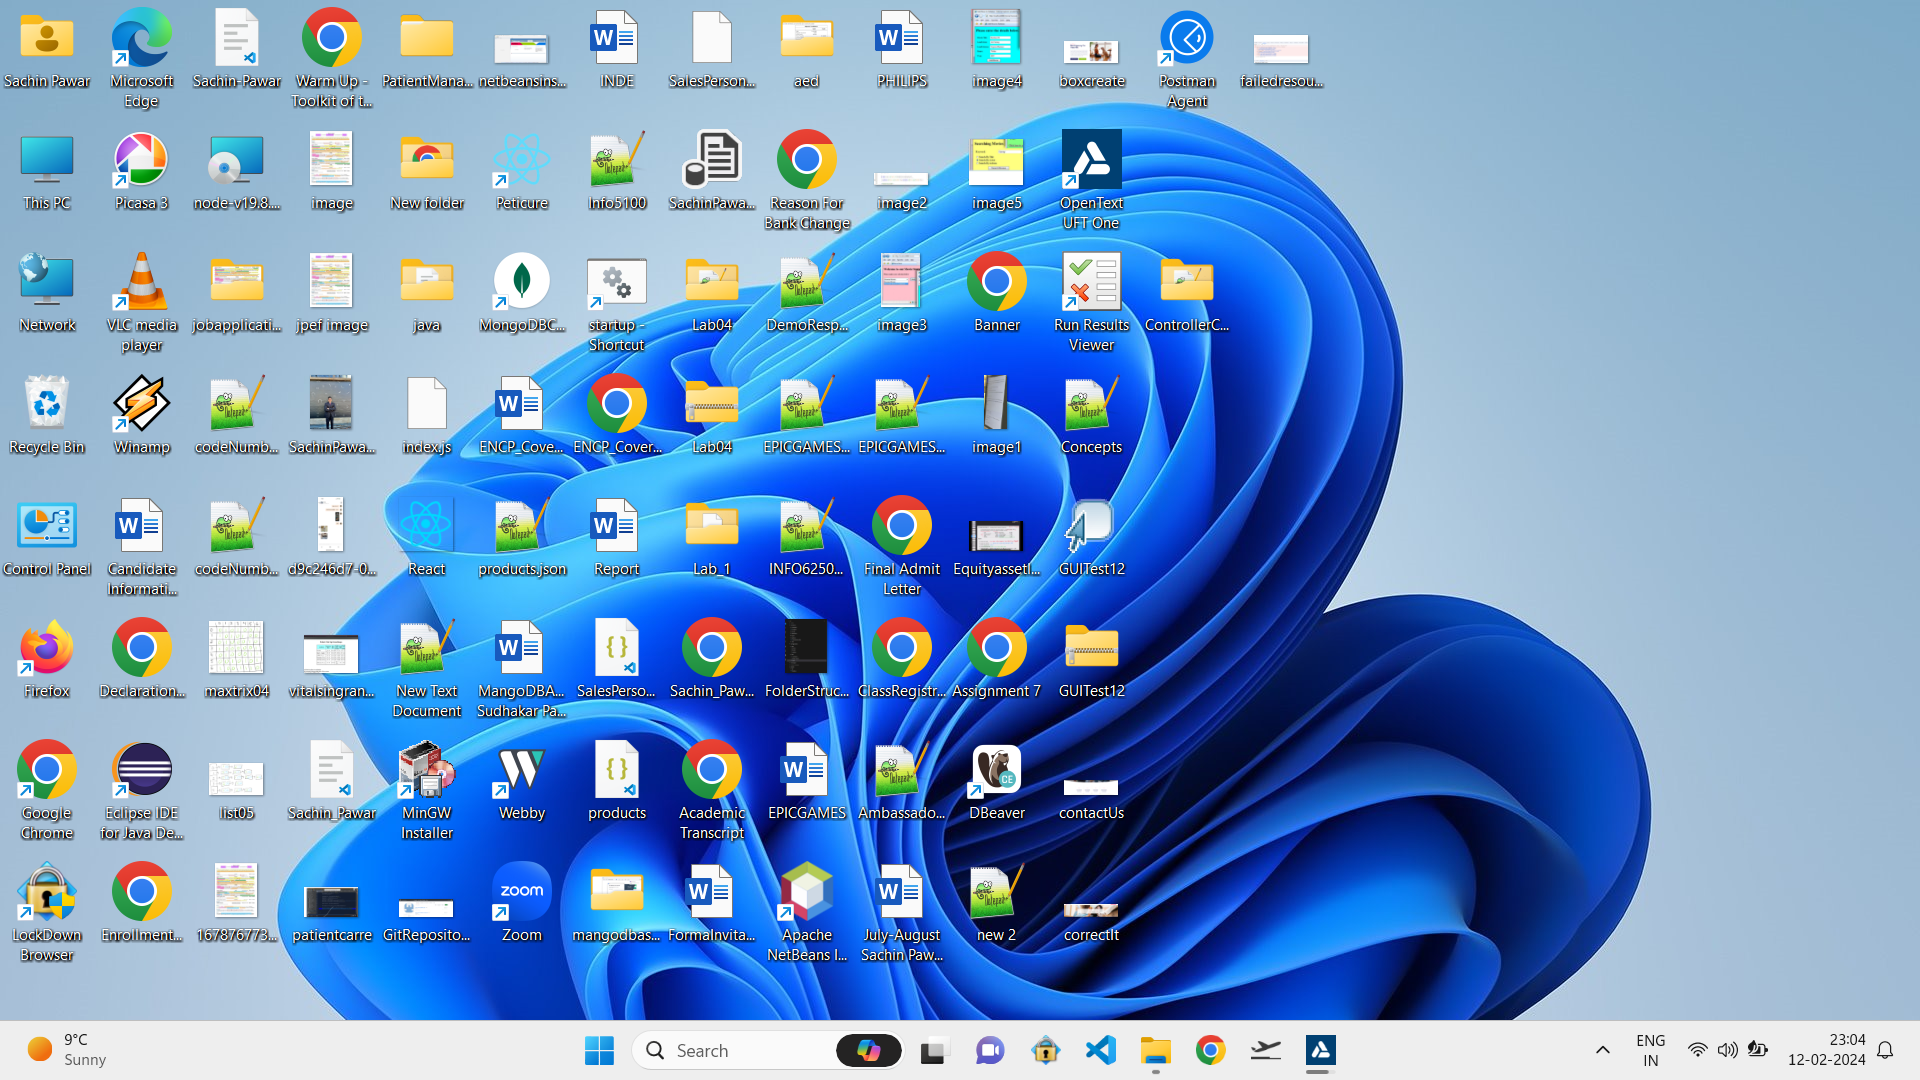 Sachin Pawar
Microsoft
Edge
Sachin-Pawar
Warm Up -
Toolkit of t...
PatientMana...
netbeansins...
INDE
SalesPerson...
aed
PHILIPS
image4
boxcreate
Postman
Agent
failedresou...
This PC
Picasa 3
node-v19.8....
image
New folder
Peticure
Info5100
SachinPawa...
Reason For
Bank Change
image2
image5
OpenText
UFT One
Network
VLC media
player
jobapplicati...
jpef image
java
MongoDBC...
startup -
Shortcut
Lab04
DemoResp...
image3
Banner
Run Results
Viewer
ControllerC...
Recycle Bin
Winamp
codeNumb...
SachinPawa...
index.js
ENCP_Cove...
ENCP_Cover...
Lab04
EPICGAMES...
EPICGAMES...
image1
Concepts
Control Panel
Candidate
Informati...
codeNumb...
d9c246d7-0...
React
products.json
Report
Lab_1
INFO6250...
Final Admit
Letter
EquityassetI...
GUITest12
Firefox
Declaration...
maxtrix04
vitalsingran...
New Text
Document
MangoDBA...
Sudhakar Pa...
SalesPerso...
Sachin_Paw...
FolderStruc...
ClassRegistr...
Assignment 7
GUITest12
Google
Chrome
Eclipse IDE
for Java De...
list05
Sachin_Pawar
MinGW
Installer
Webby
products
Academic
Transcript
EPICGAMES
Ambassado...
DBeaver
contactUs
LockDown
Browser
Enrollment...
167876773...
patientcarre
GitReposito...
zoom
Zoom
mangodbas...
FormaInvita...
Apache
NetBeans I...
July-August
Sachin Paw...
new 2
correctIt
9°C
Sunny
Search
ENG
IN
23:04
12-02-2024